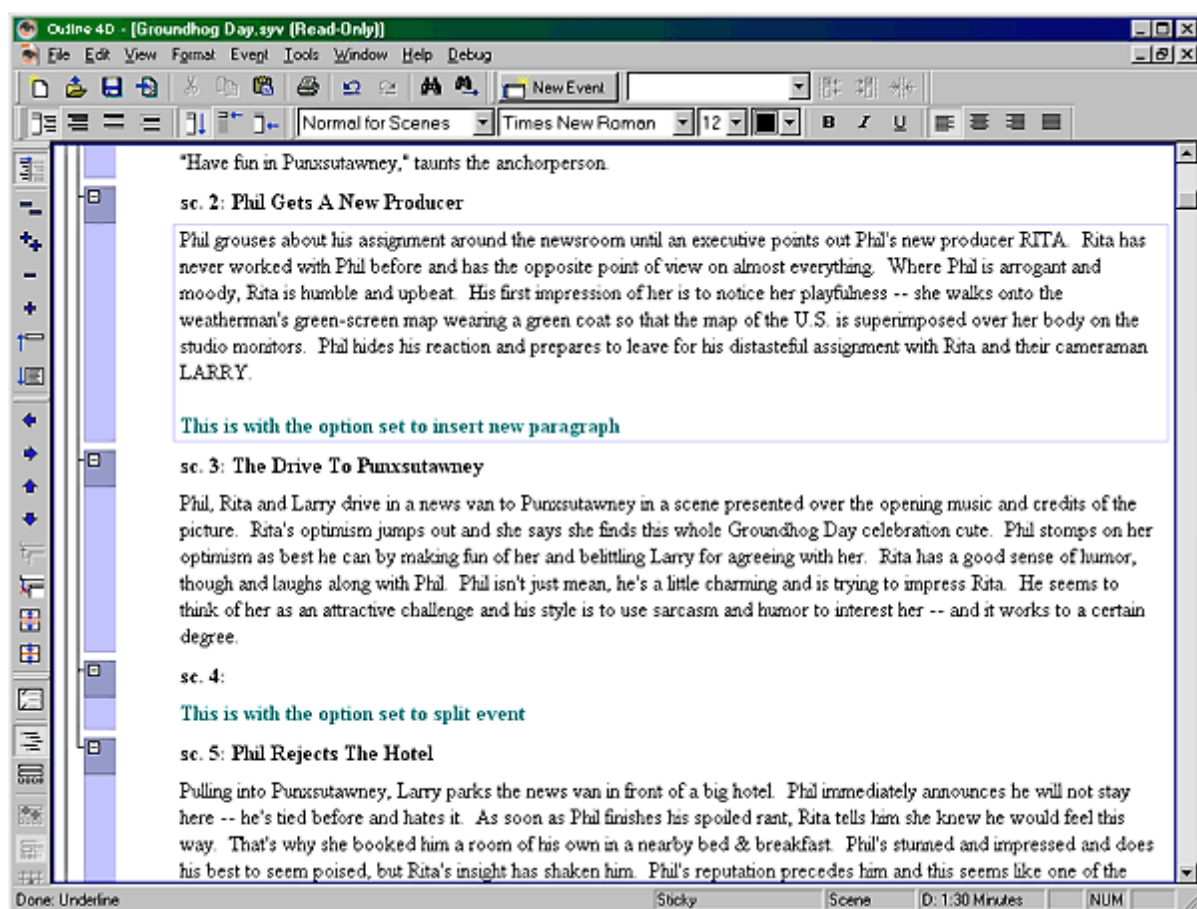 Outline 4D - [Groundhog Day.syv (Read-Only)]
File Edit View Format Event Tools Window Help Debug
New Event
Normal for Scenes Times New Roman 12 B I U
"Have fun in Punxsutawney," taunts the anchorperson.
sc. 2: Phil Gets A New Producer
Phil grouses about his assignment around the newsroom until an executive points out Phil's new producer RITA. Rita has
never worked with Phil before and has the opposite point of view on almost everything. Where Phil is arrogant and
moody, Rita is humble and upbeat. His first impression of her is to notice her playfulness -- she walks onto the
weatherman's green-screen map wearing a green coat so that the map of the U.S. is superimposed over her body on the
studio monitors. Phil hides his reaction and prepares to leave for his distasteful assignment with Rita and their cameraman
LARRY.
This is with the option set to insert new paragraph
sc. 3: The Drive To Punxsutawney
Phil, Rita and Larry drive in a news van to Punxsutawney in a scene presented over the opening music and credits of the
picture. Rita's optimism jumps out and she says she finds this whole Groundhog Day celebration cute. Phil stomps on her
optimism as best he can by making fun of her and belittling Larry for agreeing with her. Rita has a good sense of humor,
though and laughs along with Phil. Phil isn't just mean, he's a little charming and is trying to impress Rita. He seems to
think of her as an attractive challenge and his style is to use sarcasm and humor to interest her -- and it works to a certain
degree.
sc. 4:
This is with the option set to split event
sc. 5: Phil Rejects The Hotel
Pulling into Punxsutawney, Larry parks the news van in front of a big hotel. Phil immediately announces he will not stay
here -- he's tied before and hates it. As soon as Phil finishes his spoiled rant, Rita tells him she knew he would feel this
way. That's why she booked him a room of his own in a nearby bed & breakfast. Phil's stunned and impressed and does
his best to seem poised, but Rita's insight has shaken him. Phil's reputation precedes him and this seems like one of the
Done: Underline Sticky Scene D: 1:30 Minutes NUM